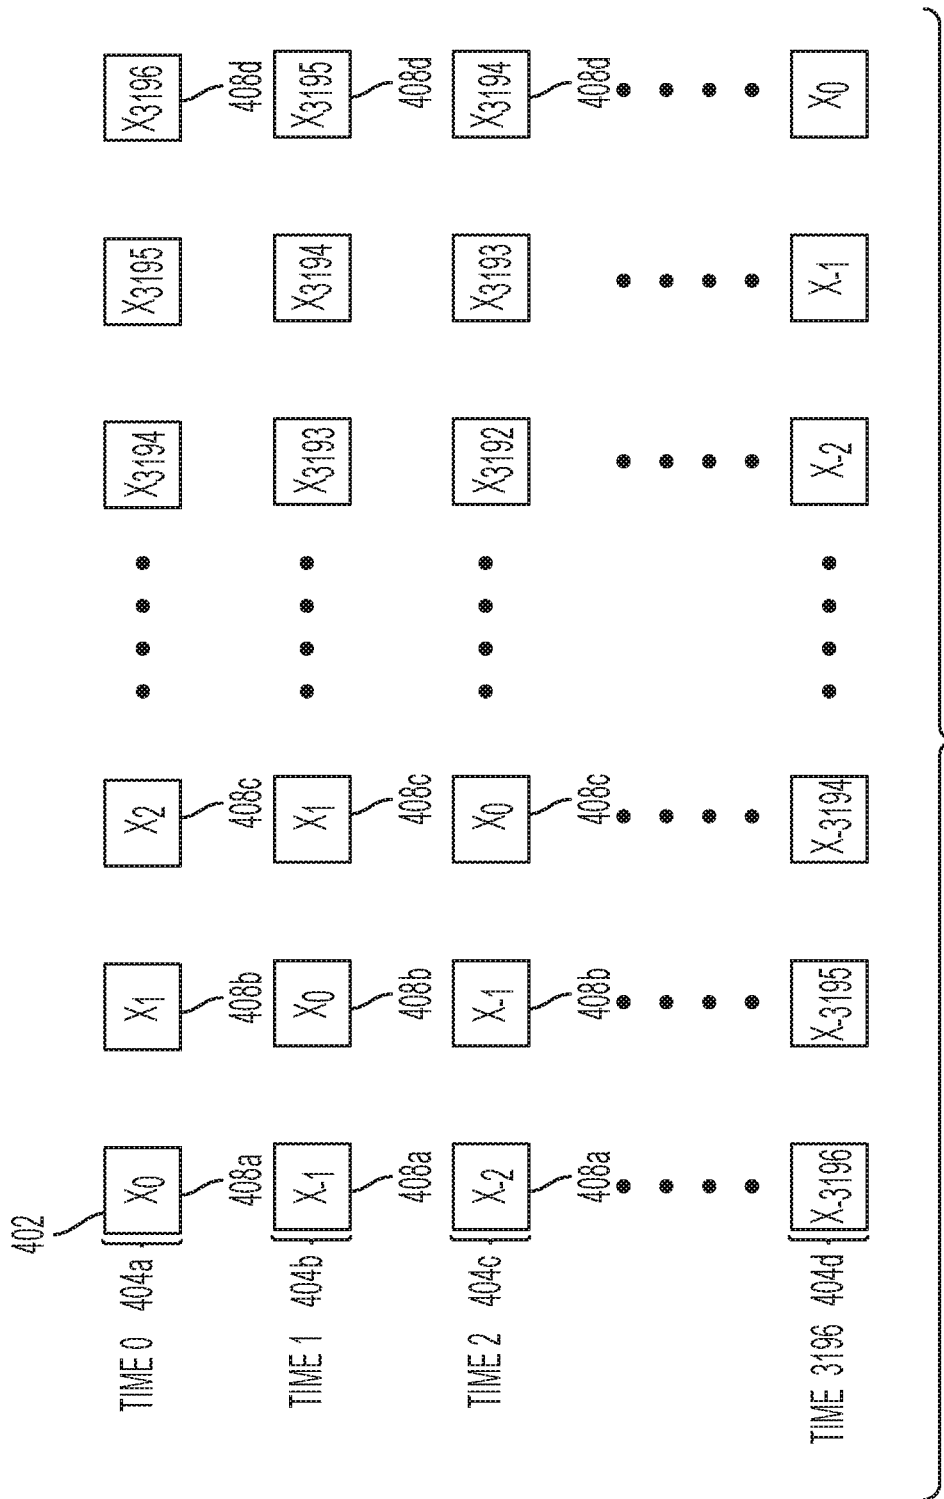 402
TIME 0 404a X0 X1 X2 X3194 X3195 X3196
408a 408b 408c 408d
TIME 1 404b X-1 X0 X1 X3193 X3194 X3195
408a 408b 408c 408d
TIME 2 404c X-2 X-1 X0 X3192 X3193 X3194
408a 408b 408c 408d
TIME 3196 404d X-3196 X-3195 X-3194 X-2 X-1 X0